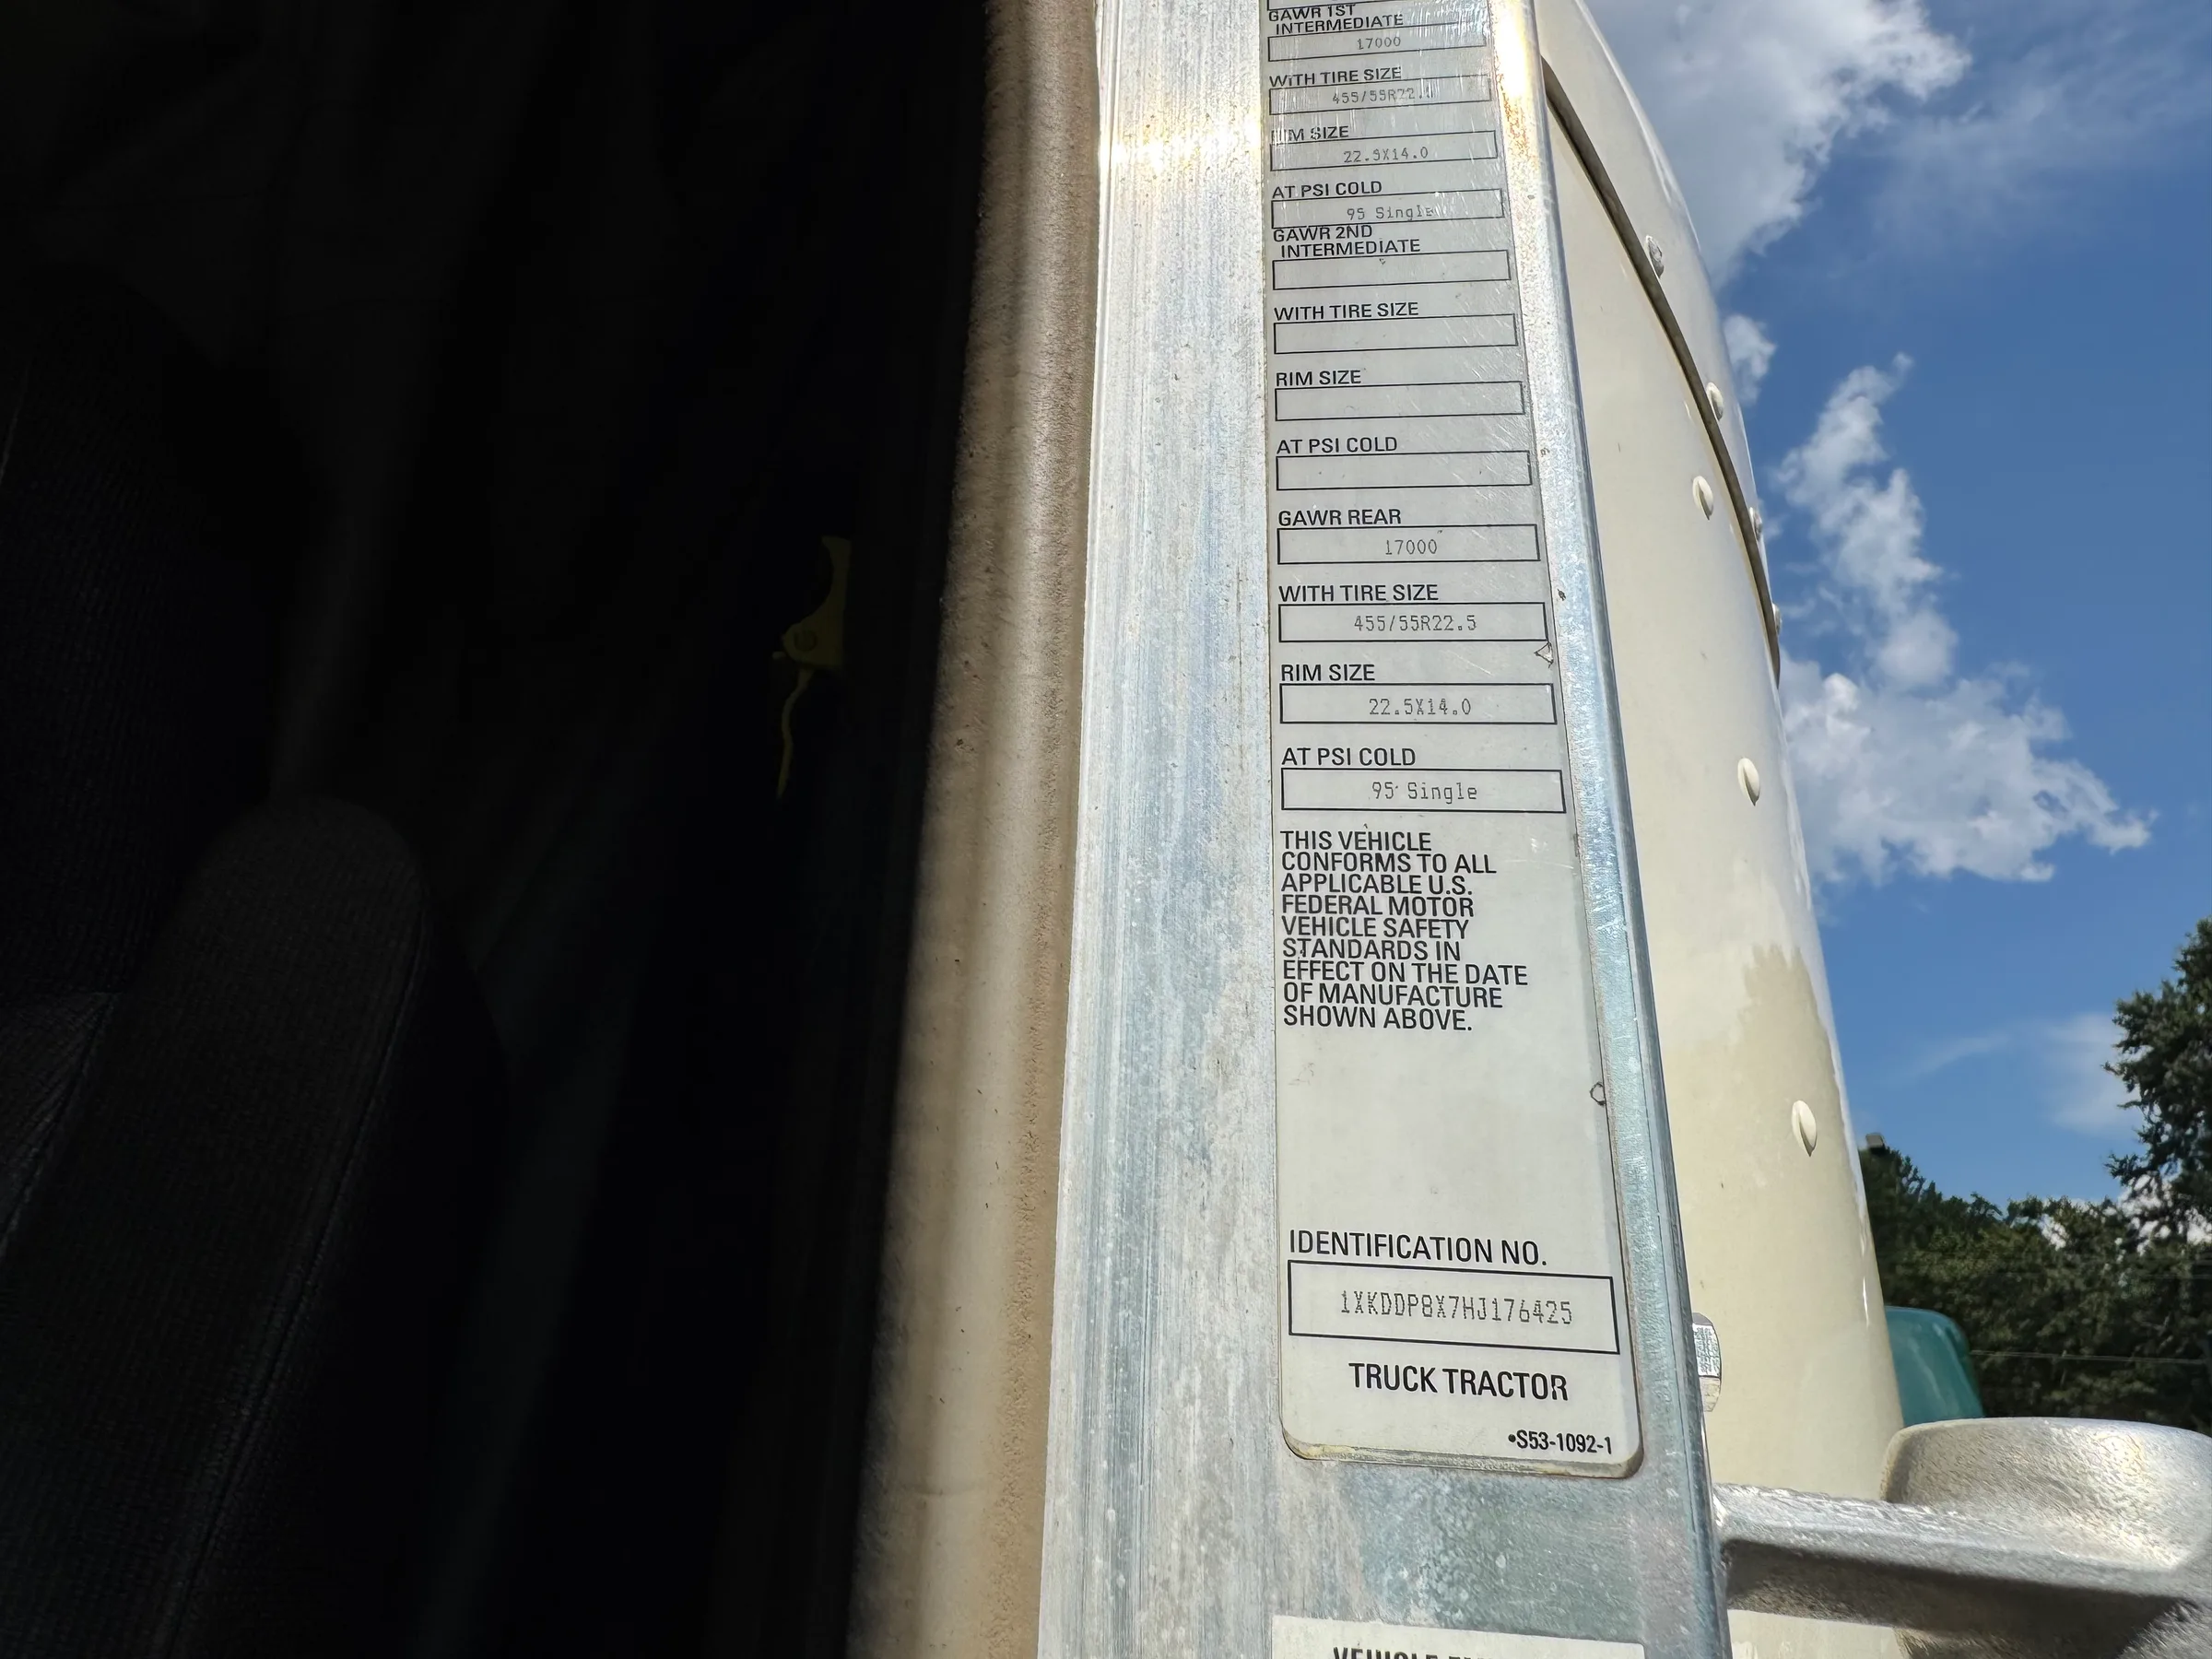 GAWR 1ST
INTERMEDIATE
17000
WITH TIRE SIZE
455/55R22.
RIM SIZE
22.5X14.0
AT PSI COLD
95 Single
GAWR 2ND
INTERMEDIATE
WITH TIRE SIZE
RIM SIZE
AT PSI COLD
GAWR REAR
17000
WITH TIRE SIZE
455/55R22.5
RIM SIZE
22.5X14.0
AT PSI COLD
95 Single
THIS VEHICLE
CONFORMS TO ALL
APPLICABLE U.S.
FEDERAL MOTOR
VEHICLE SAFETY
STANDARDS IN
EFFECT ON THE DATE
OF MANUFACTURE
SHOWN ABOVE.
IDENTIFICATION NO.
1XKDDP8X7HJ176425
TRUCK TRACTOR
•S53-1092-1
VEHICLE